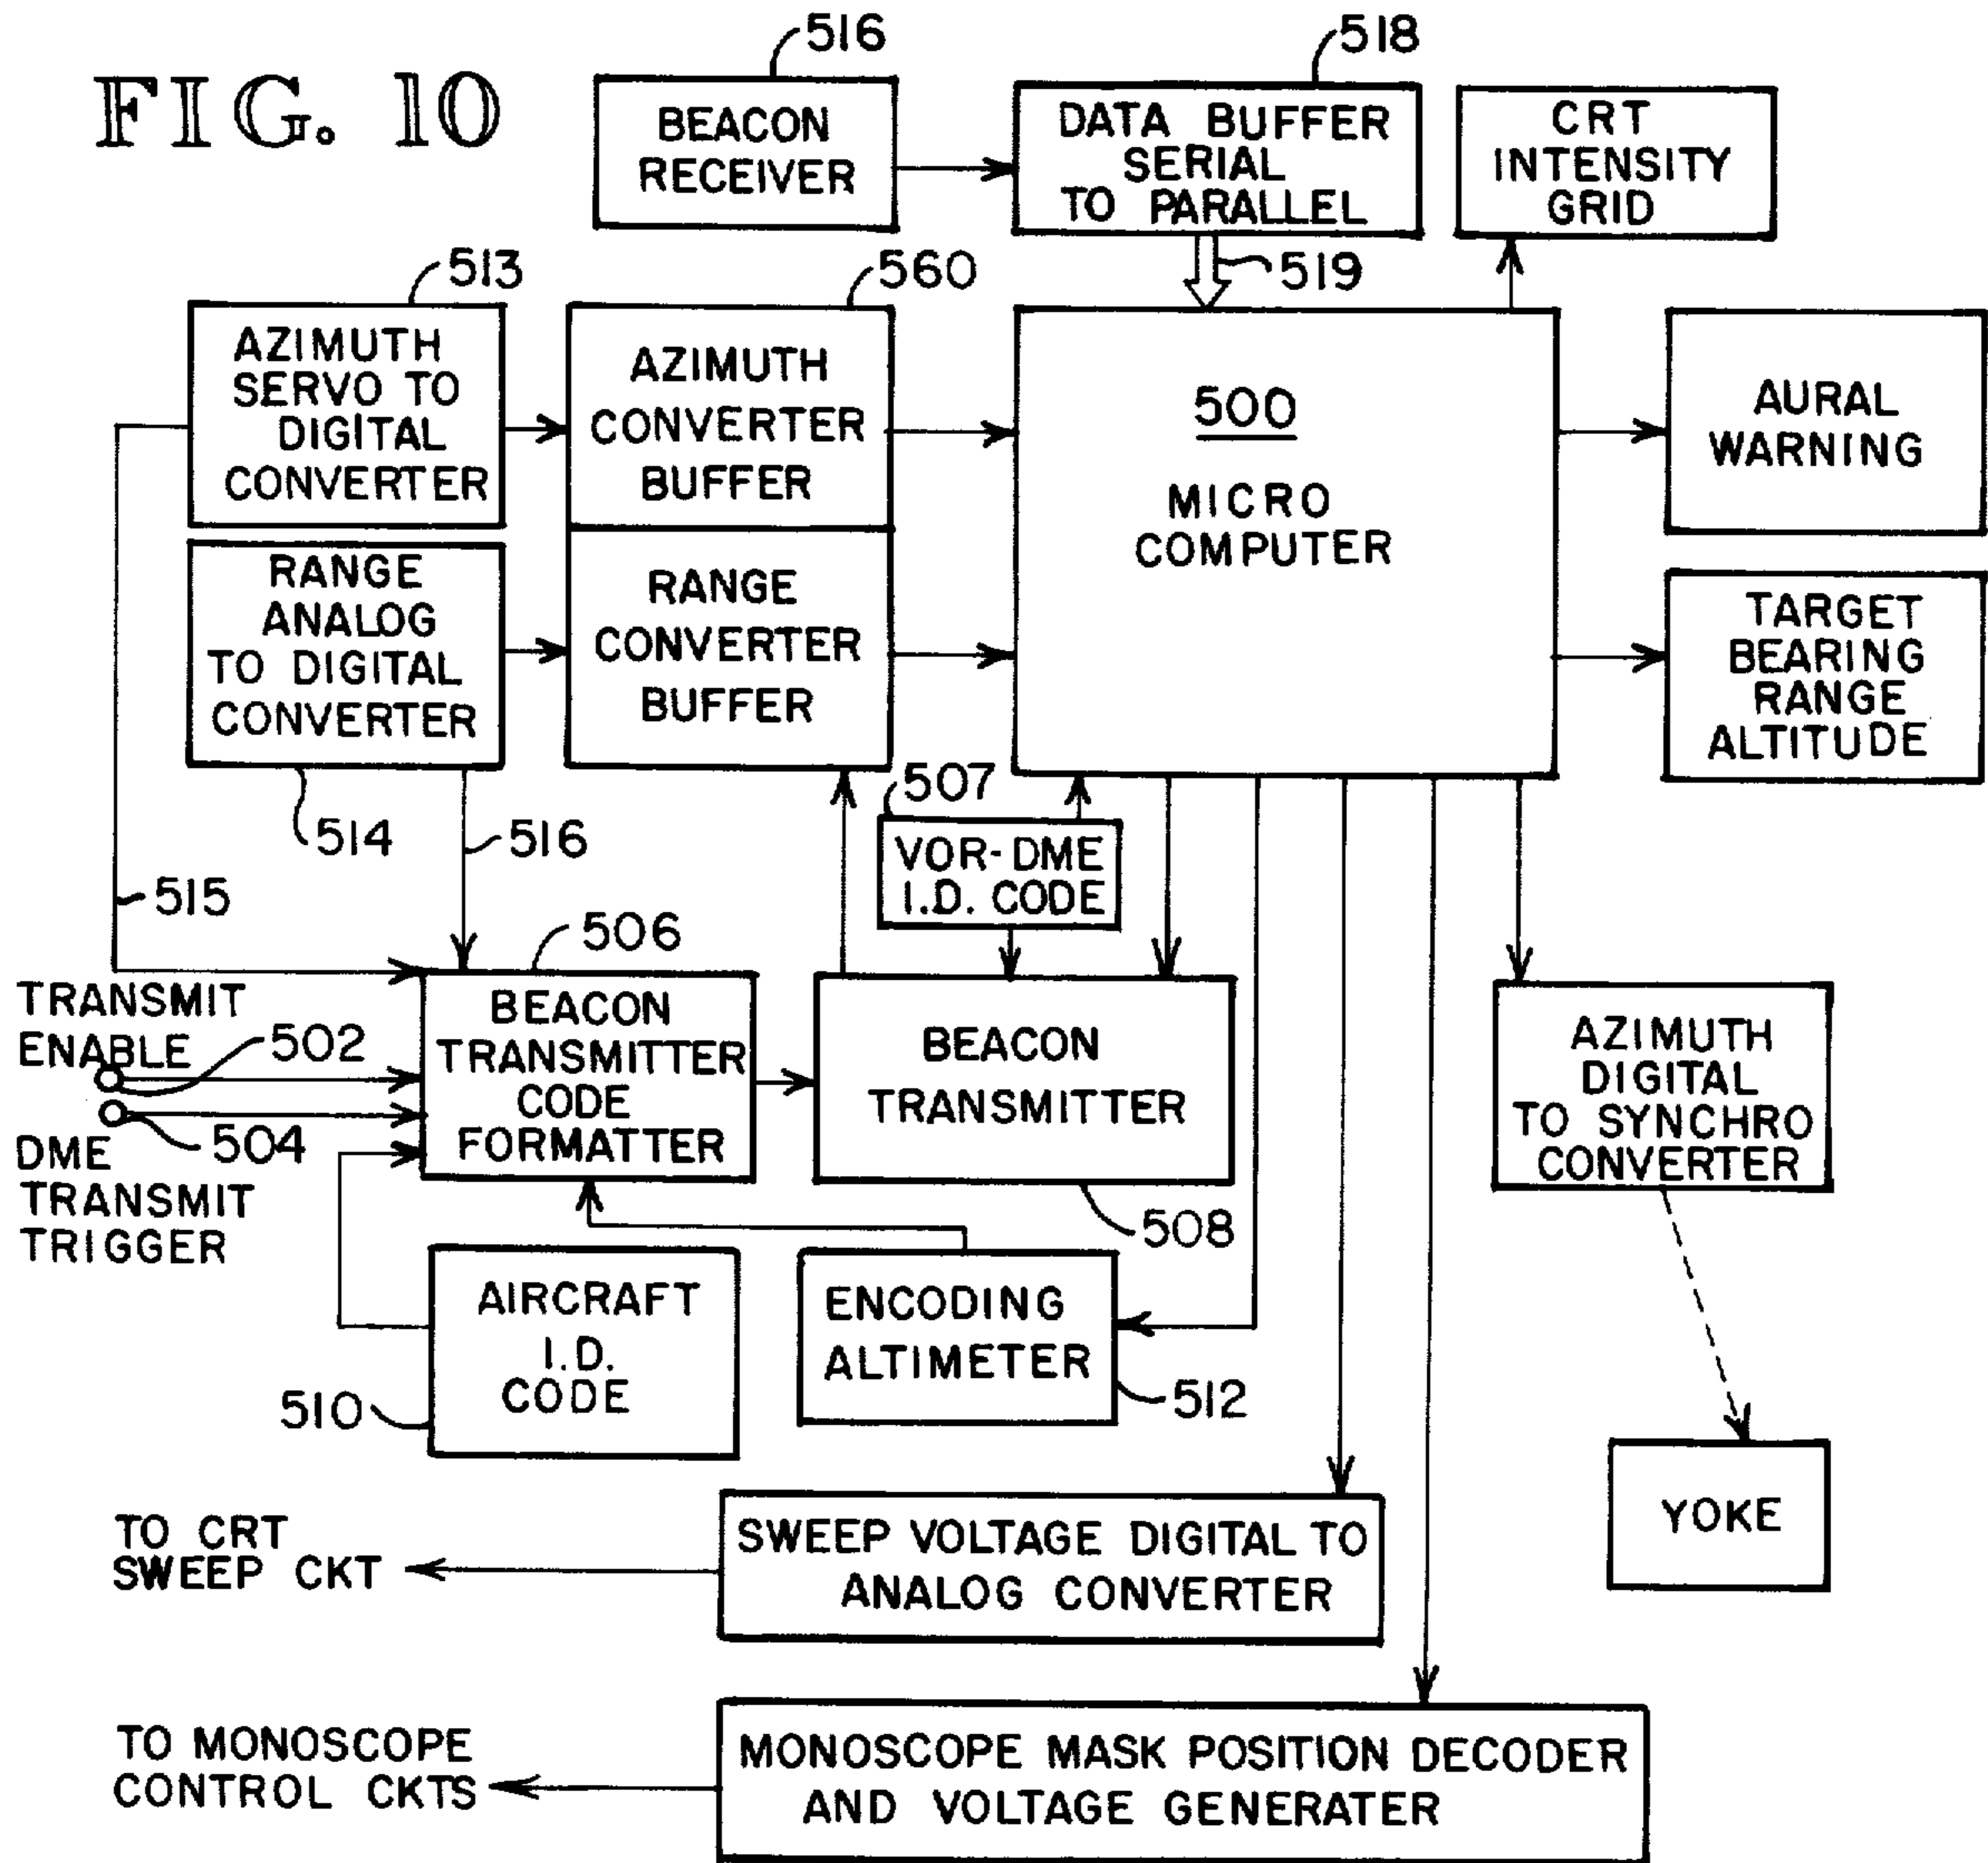 FIG. 10
516
BEACON
RECEIVER
518
DATA BUFFER
SERIAL
TO PARALLEL
CRT
INTENSITY
GRID
519
513
AZIMUTH
SERVO TO
DIGITAL
CONVERTER
560
AZIMUTH
CONVERTER
BUFFER
500
MICRO
COMPUTER
AURAL
WARNING
RANGE
ANALOG
TO DIGITAL
CONVERTER
514
RANGE
CONVERTER
BUFFER
TARGET
BEARING
RANGE
ALTITUDE
516
515
507
VOR-DME
I.D. CODE
TRANSMIT
ENABLE
502
504
DME
TRANSMIT
TRIGGER
506
BEACON
TRANSMITTER
CODE
FORMATTER
BEACON
TRANSMITTER
508
AZIMUTH
DIGITAL
TO SYNCHRO
CONVERTER
AIRCRAFT
I.D.
CODE
510
ENCODING
ALTIMETER
512
YOKE
TO CRT
SWEEP CKT
SWEEP VOLTAGE DIGITAL TO
ANALOG CONVERTER
TO MONOSCOPE
CONTROL CKTS
MONOSCOPE MASK POSITION DECODER
AND VOLTAGE GENERATER